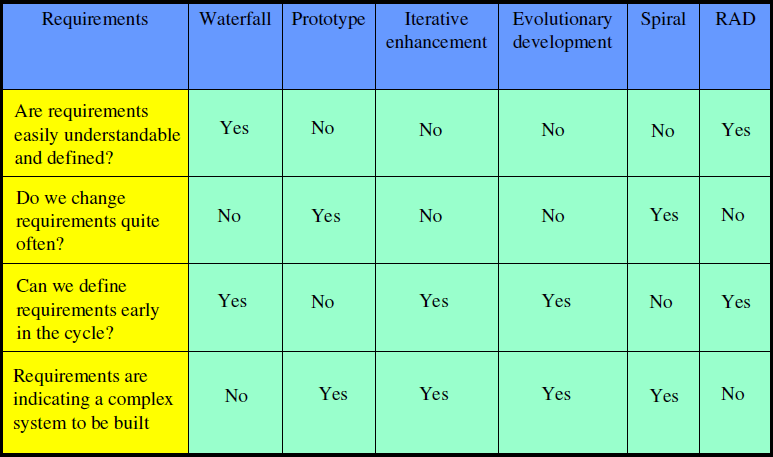 Requirements Waterfall Prototype Iterative enhancement Evolutionary development Spiral RAD
Are requirements
easily understandable
and defined?
Yes No No No No Yes
Do we change
requirements quite
often?
No Yes No No Yes No
Can we define
requirements early
in the cycle?
Yes No Yes Yes No Yes
Requirements are
indicating a complex
system to be built
No Yes Yes Yes Yes No